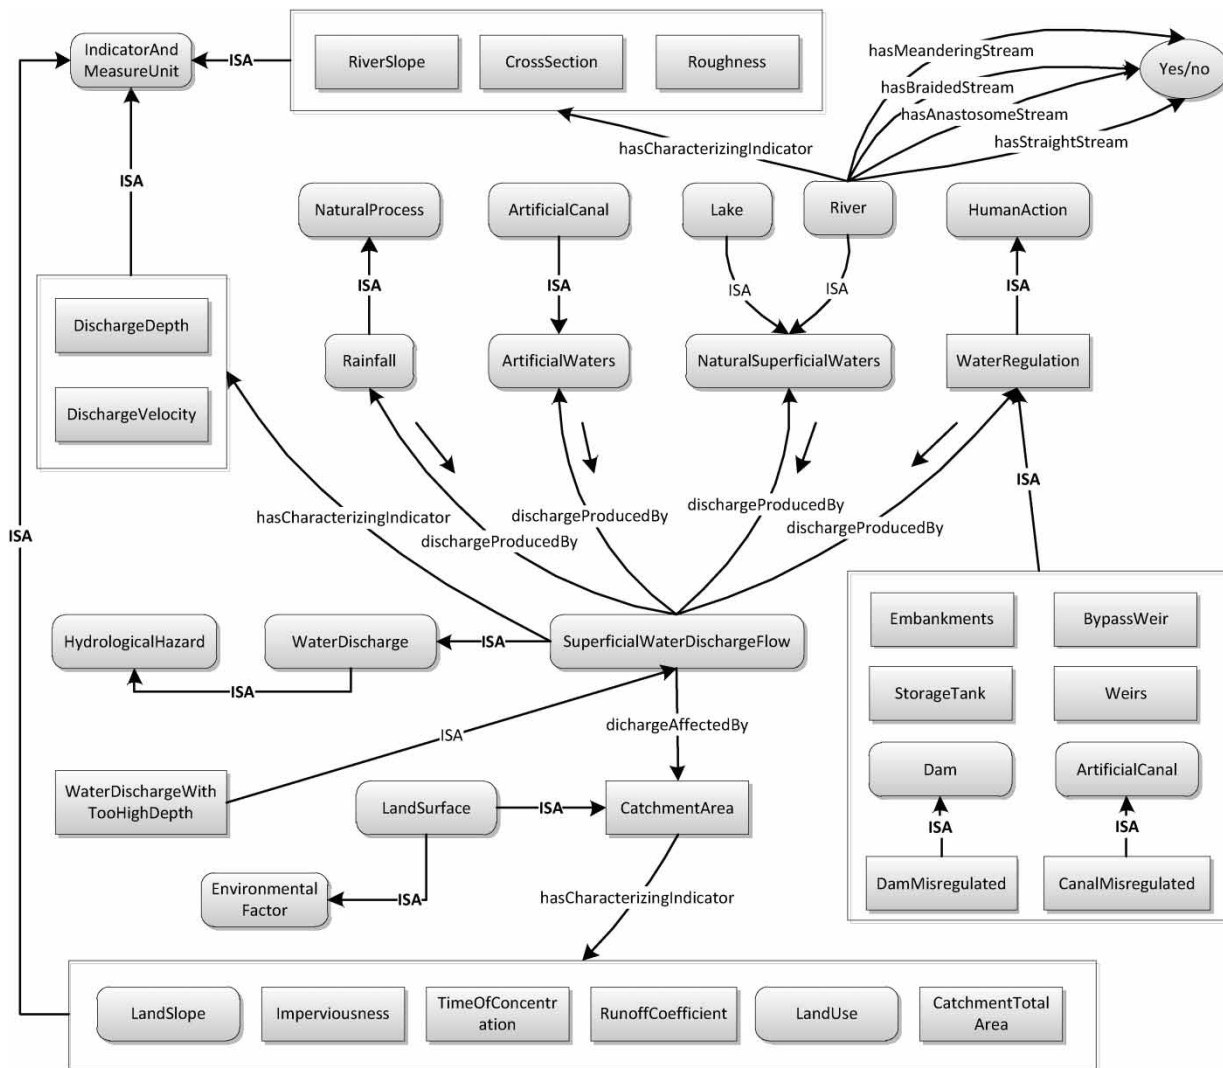 IndicatorAnd
MeasureUnit
ISA
RiverSlope
CrossSection
Roughness
hasMeanderingStream
Yes/no
hasBraidedStream
hasAnastosomeStream
hasStraightStream
hasCharacterizingIndicator
ISA
NaturalProcess
ArtificialCanal
Lake
River
HumanAction
ISA
ISA
ISA
ISA
ISA
DischargeDepth
Rainfall
ArtificialWaters
NaturalSuperficialWaters
WaterRegulation
DischargeVelocity
ISA
hasCharacterizingIndicator
dischargeProducedBy
dischargeProducedBy
dischargeProducedBy
dischargeProducedBy
ISA
HydrologicalHazard
WaterDischarge
ISA
SuperficialWaterDischargeFlow
ISA
Embankments
BypassWeir
StorageTank
Weirs
dichargeAffectedBy
ISA
Dam
ArtificialCanal
WaterDischargeWith
TooHighDepth
LandSurface
ISA
CatchmentArea
ISA
ISA
DamMisregulated
CanalMisregulated
Environmental
Factor
ISA
hasCharacterizingIndicator
LandSlope
Imperviousness
TimeOfConcentr
ation
RunoffCoefficient
LandUse
CatchmentTotal
Area